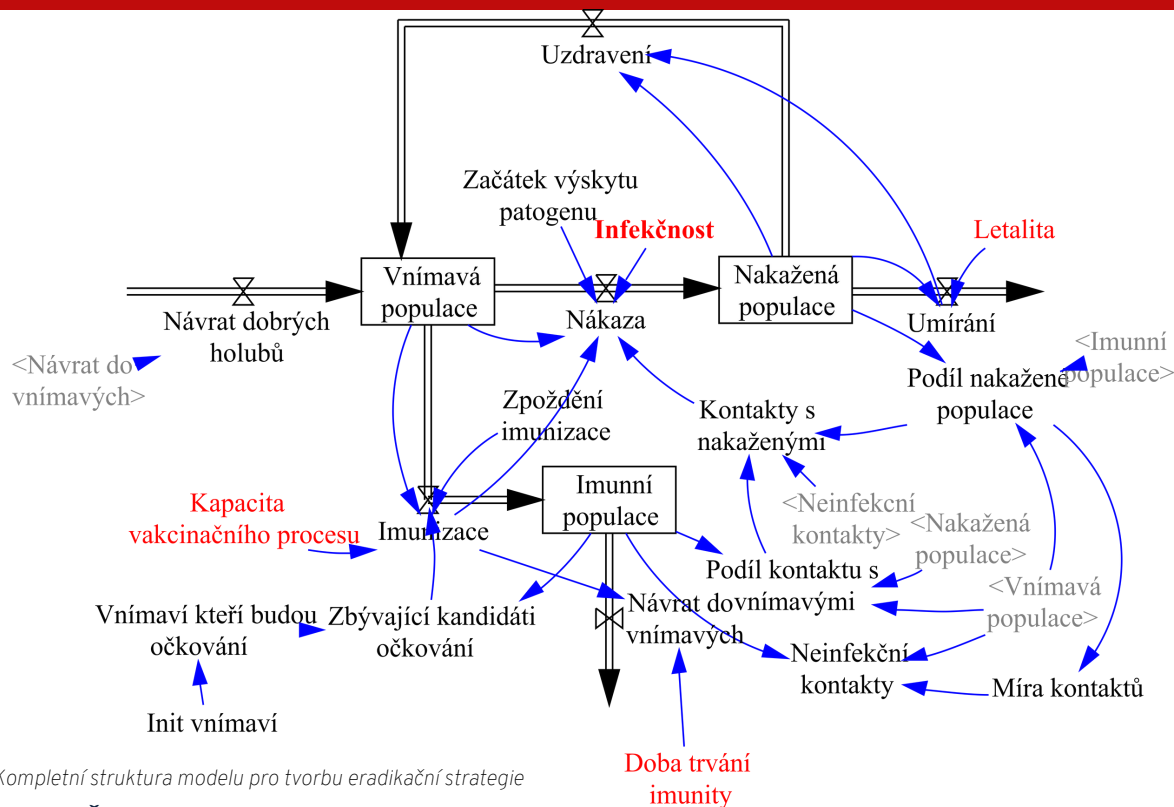 Uzdravení
Začátek výskytu
patogenu
Infekčnost
Letalita
Vnímavá
populace
Nakažená
populace
Návrat dobrých
holubů
Nákaza
Umírání
<Návrat do
vnímavých>
<Imunní
populace>
Podíl nakažené
populace
Zpoždění
imunizace
Kontakty s
nakaženými
Kapacita
vakcinačního procesu
Imunizace
Imunní
populace
<Neinfekcní
kontakty>
<Nakažená
populace>
Podíl kontaktu s
vnímavými
<Vnímavá
populace>
Vnímaví kteří budou
očkování
Zbývající kandidáti
očkování
Návrat do
vnímavých
Neinfekční
kontakty
Míra kontaktů
Init vnímaví
Doba trvání
imunity
Kompletní struktura modelu pro tvorbu eradikační strategie